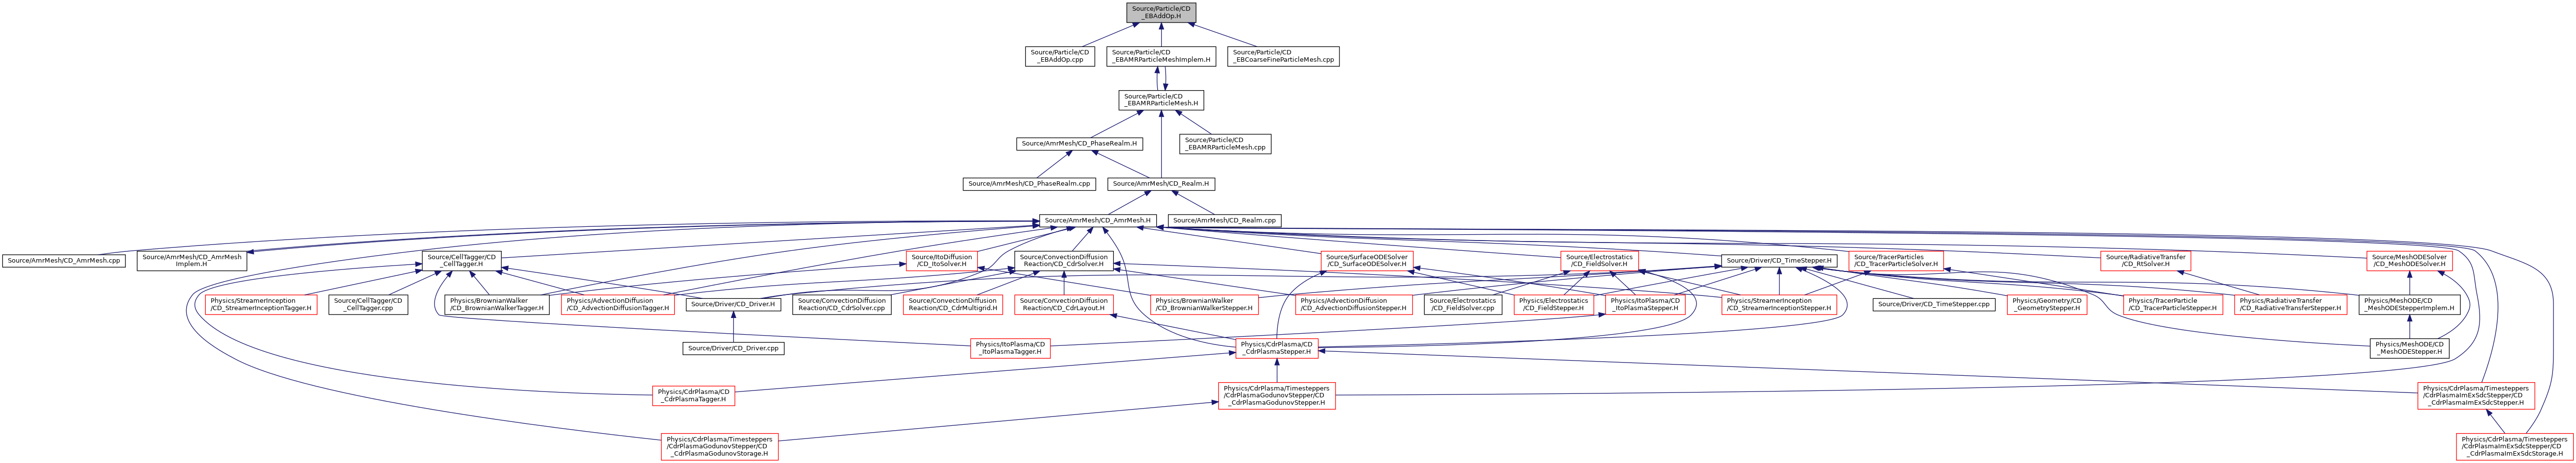 Source/Particle/CD
_EBAddOp.H
Source/Particle/CD
_EBAddOp.cpp
Source/Particle/CD
_EBAMRParticleMeshImplem.H
Source/Particle/CD
_EBCoarseFineParticleMesh.cpp
Source/Particle/CD
_EBAMRParticleMesh.H
Source/AmrMesh/CD_PhaseRealm.H
Source/Particle/CD
_EBAMRParticleMesh.cpp
Source/AmrMesh/CD_PhaseRealm.cpp
Source/AmrMesh/CD_Realm.H
Source/AmrMesh/CD_AmrMesh.H
Source/AmrMesh/CD_Realm.cpp
Source/AmrMesh/CD_AmrMesh.cpp
Source/AmrMesh/CD_AmrMesh
Implem.H
Source/CellTagger/CD
_CellTagger.H
Source/ItoDiffusion
/CD_ItoSolver.H
Source/ConvectionDiffusion
Reaction/CD_CdrSolver.H
Source/SurfaceODESolver
/CD_SurfaceODESolver.H
Source/Electrostatics
/CD_FieldSolver.H
Source/Driver/CD_TimeStepper.H
Source/TracerParticles
/CD_TracerParticleSolver.H
Source/RadiativeTransfer
/CD_RtSolver.H
Source/MeshODESolver
/CD_MeshODESolver.H
Physics/StreamerInception
/CD_StreamerInceptionTagger.H
Source/CellTagger/CD
_CellTagger.cpp
Physics/BrownianWalker
/CD_BrownianWalkerTagger.H
Physics/AdvectionDiffusion
/CD_AdvectionDiffusionTagger.H
Source/Driver/CD_Driver.H
Source/ConvectionDiffusion
Reaction/CD_CdrSolver.cpp
Source/ConvectionDiffusion
Reaction/CD_CdrMultigrid.H
Source/ConvectionDiffusion
Reaction/CD_CdrLayout.H
Physics/BrownianWalker
/CD_BrownianWalkerStepper.H
Physics/AdvectionDiffusion
/CD_AdvectionDiffusionStepper.H
Source/Electrostatics
/CD_FieldSolver.cpp
Physics/Electrostatics
/CD_FieldStepper.H
Physics/ItoPlasma/CD
_ItoPlasmaStepper.H
Physics/StreamerInception
/CD_StreamerInceptionStepper.H
Source/Driver/CD_TimeStepper.cpp
Physics/Geometry/CD
_GeometryStepper.H
Physics/TracerParticle
/CD_TracerParticleStepper.H
Physics/RadiativeTransfer
/CD_RadiativeTransferStepper.H
Physics/MeshODE/CD
_MeshODEStepperImplem.H
Source/Driver/CD_Driver.cpp
Physics/ItoPlasma/CD
_ItoPlasmaTagger.H
Physics/CdrPlasma/CD
_CdrPlasmaStepper.H
Physics/MeshODE/CD
_MeshODEStepper.H
Physics/CdrPlasma/CD
_CdrPlasmaTagger.H
Physics/CdrPlasma/Timesteppers
/CdrPlasmaGodunovStepper/CD
_CdrPlasmaGodunovStepper.H
Physics/CdrPlasma/Timesteppers
/CdrPlasmaImExSdcStepper/CD
_CdrPlasmaImExSdcStepper.H
Physics/CdrPlasma/Timesteppers
/CdrPlasmaGodunovStepper/CD
_CdrPlasmaGodunovStorage.H
Physics/CdrPlasma/Timesteppers
/CdrPlasmaImExSdcStepper/CD
_CdrPlasmaImExSdcStorage.H